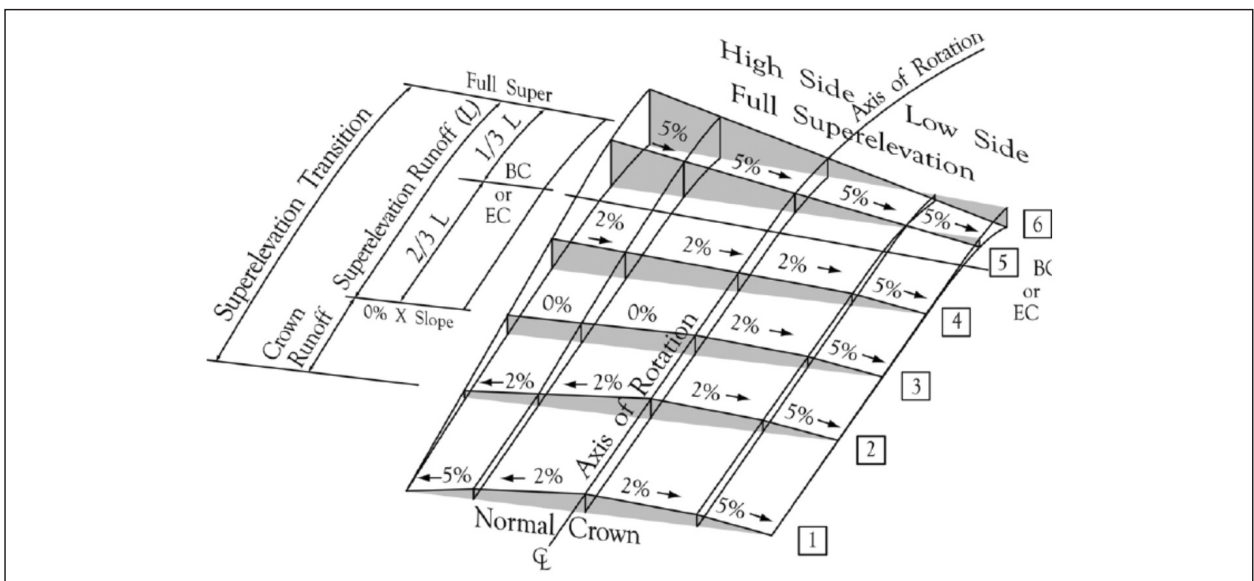 High Side
Axis of Rotation
Low Side
Full Superelevation
Full Super
Superelevation Transition
Superelevation Runoff (L)
1/3 L
2/3 L
BC
or
EC
Crown
Runoff
0% X Slope
5%
5%
5%
5%
6
5
BC
or
EC
2%
2%
2%
5%
4
0%
0%
2%
5%
3
2%
2%
2%
5%
2
Axis of Rotation
5%
2%
2%
5%
1
Normal Crown
℄